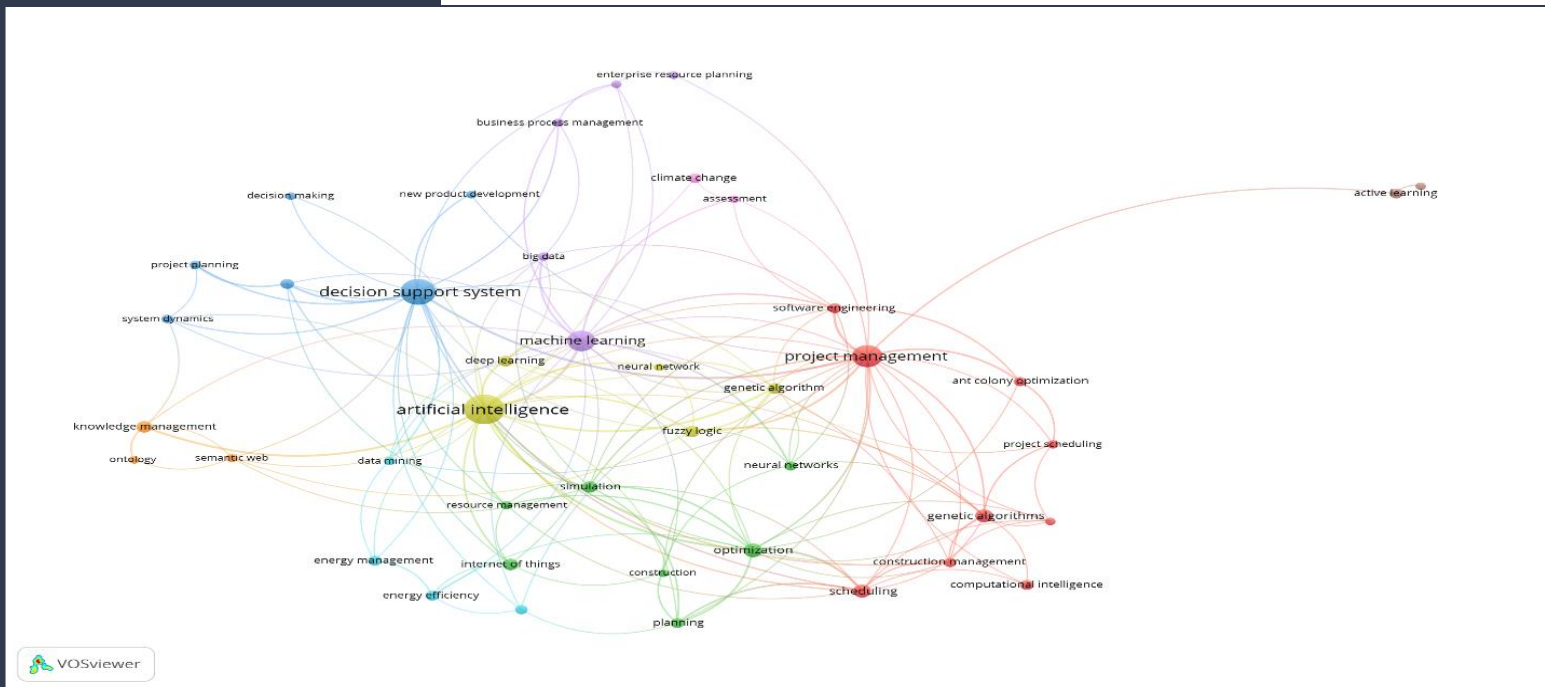 enterprise resource planning
business process management
climate change
decision making
new product development
assessment
active learning
big data
project planning
decision support system
software engineering
system dynamics
machine learning
project management
deep learning
neural network
ant colony optimization
genetic algorithm
artificial intelligence
knowledge management
fuzzy logic
project scheduling
ontology
semantic web
data mining
neural networks
simulation
resource management
genetic algorithms
optimization
energy management
internet of things
construction management
construction
computational intelligence
energy efficiency
scheduling
planning
VOSviewer